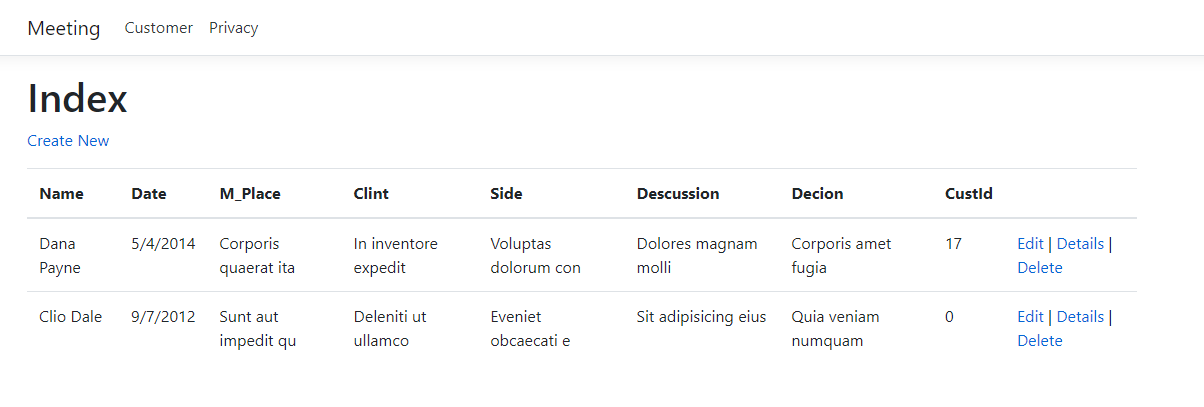 Meeting Customer Privacy
Index
Create New
Name Date M_Place Clint Side Descussion Decion CustId
Dana 5/4/2014 Corporis In inventore Voluptas Dolores magnam Corporis amet 17 Edit | Details |
Payne quaerat ita expedit dolorum con molli fugia Delete
Clio Dale 9/7/2012 Sunt aut Deleniti ut Eveniet Sit adipisicing eius Quia veniam 0 Edit | Details |
impedit qu ullamco obcaecati e numquam Delete